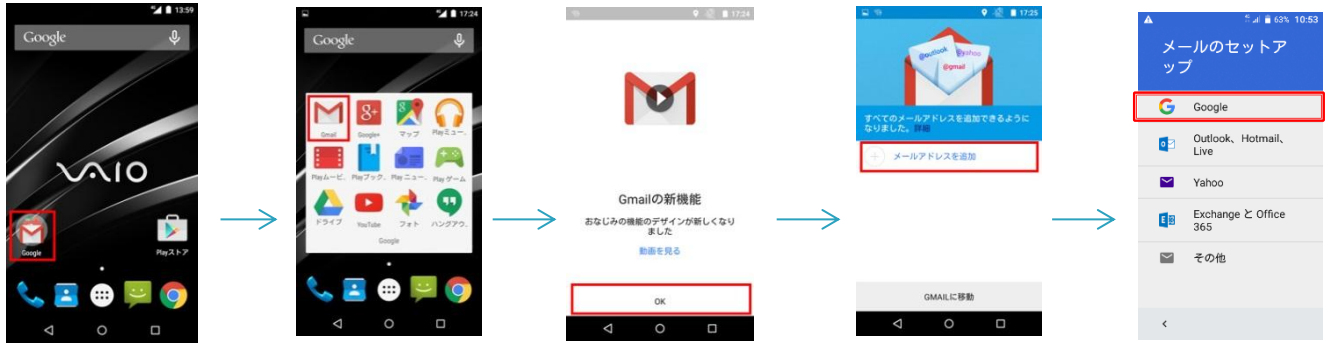 13:59
Google
VAIO
Google
Playストア
17:24
Google
Gmail
Google+
マップ
Playミュー..
Playムービ..
Playブック..
Playニュー..
Playゲーム
ドライブ
YouTube
フォト
ハングアウ..
Google
17:24
Gmailの新機能
おなじみの機能のデザインが新しくなり
ました
動画を見る
OK
17:25
@outlook
@yahoo
@gmail
すべてのメールアドレスを追加できるように
なりました。詳細
メールアドレスを追加
GMAILに移動
63% 10:53
メールのセットア
ップ
Google
Outlook、Hotmail、
Live
Yahoo
Exchange と Office
365
その他